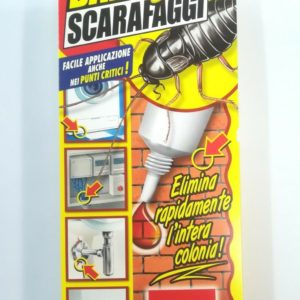 SCARAFAGGI
FACILE APPLICAZIONE
ANCHE
NEI PUNTI CRITICI !
Elimina
rapidamente
l'intera
colonia!